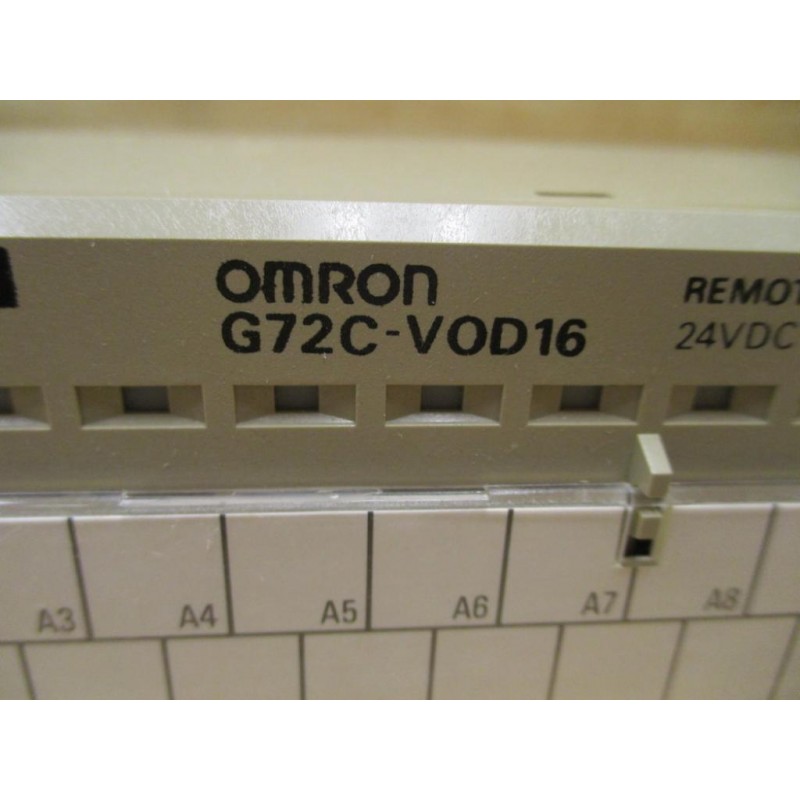 OMRON
G72C-VOD16
REMOT
24VDC
A3 A4 A5 A6 A7 A8